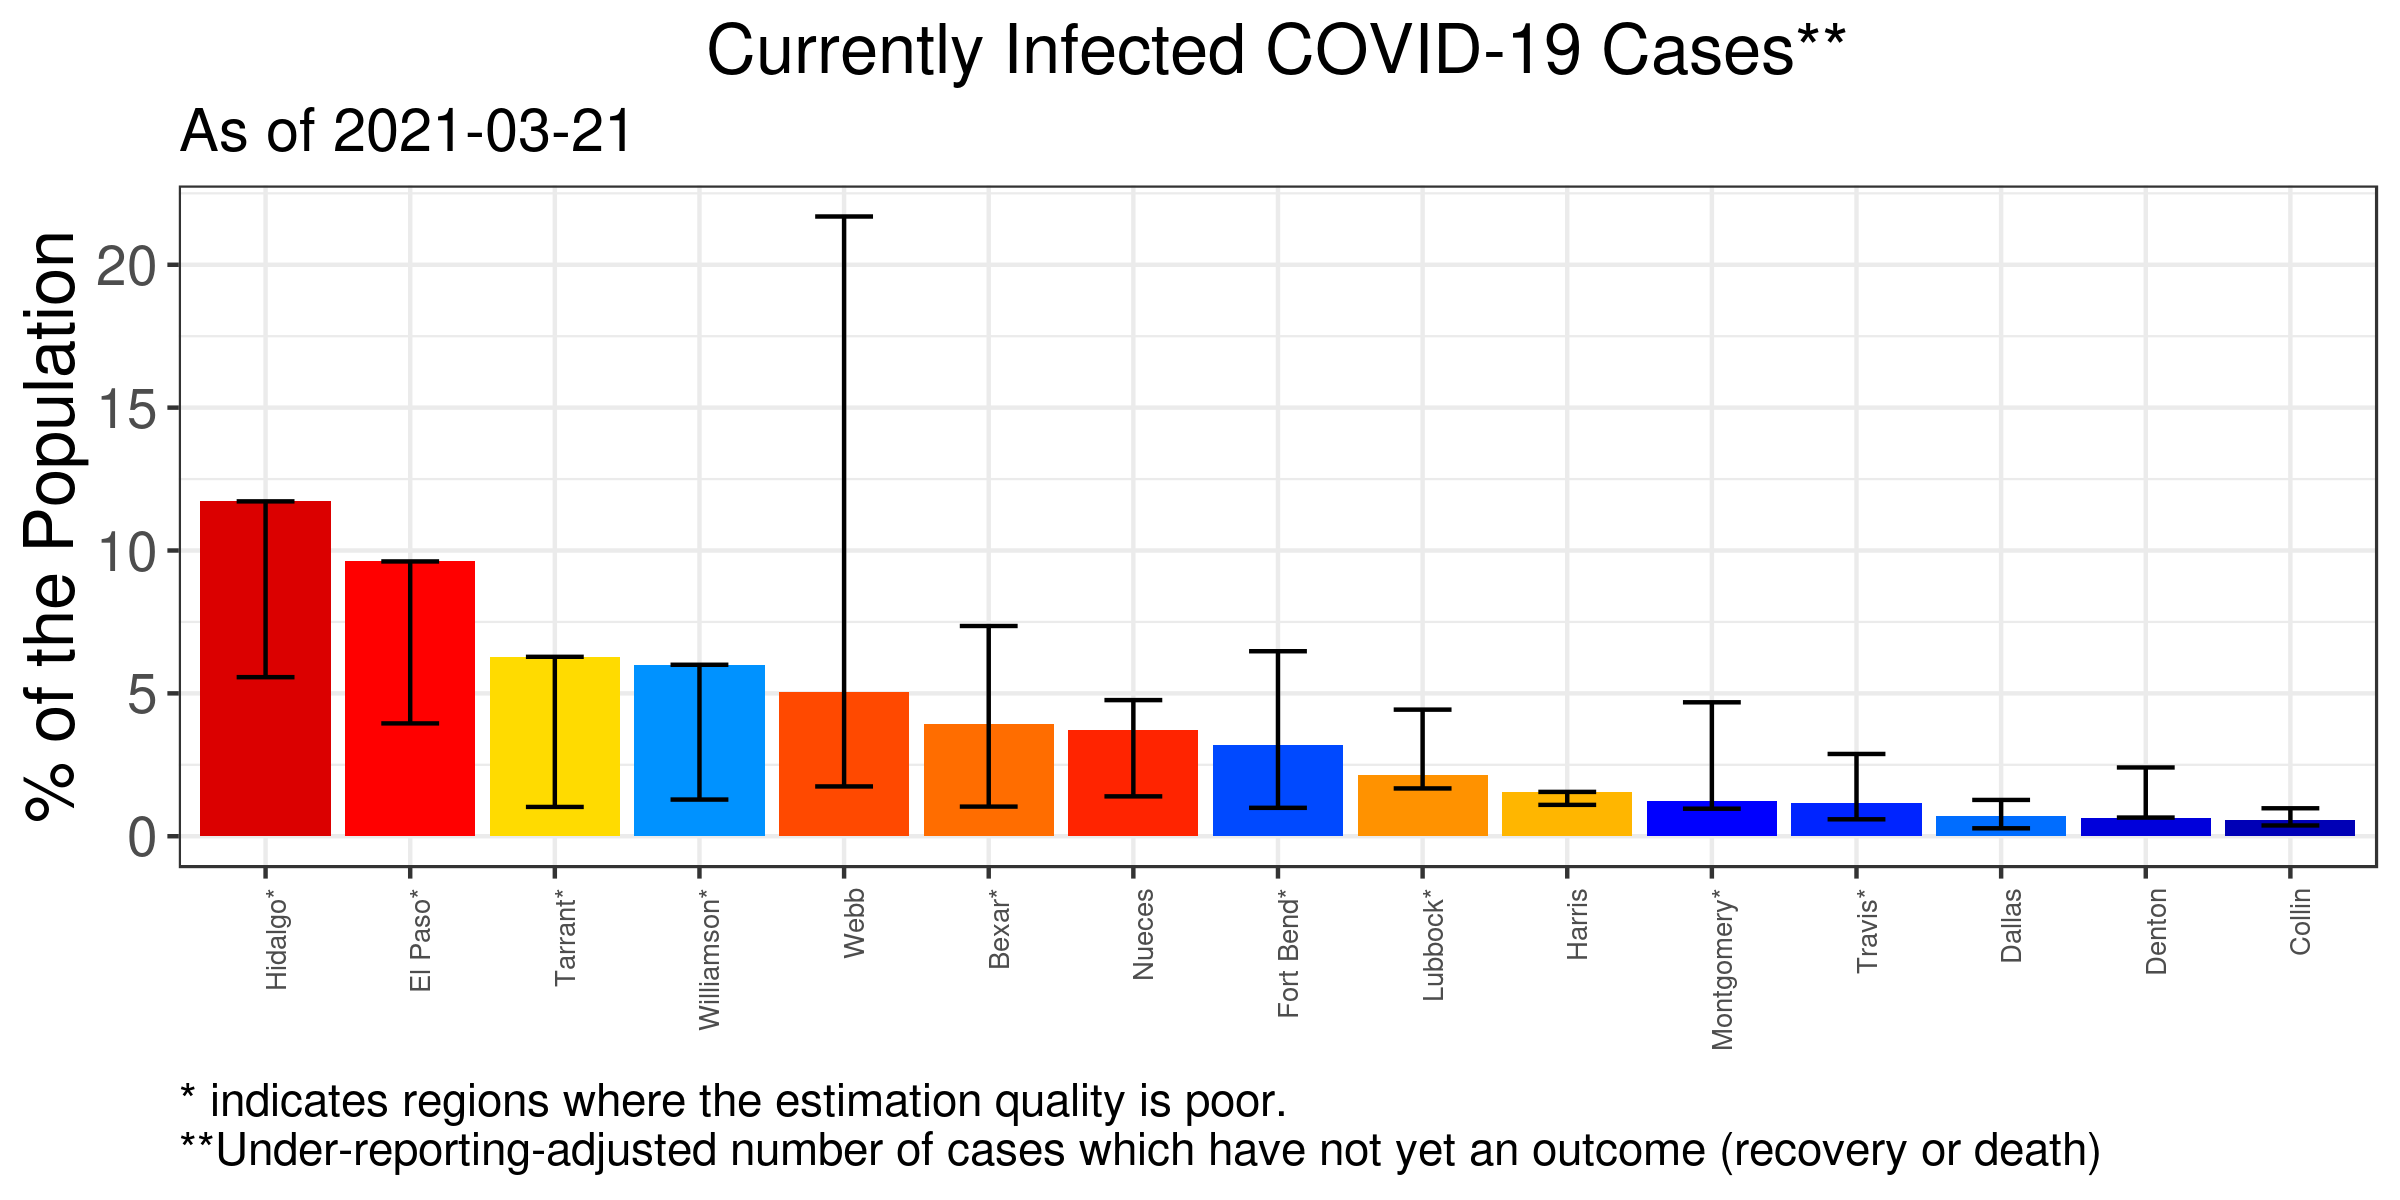 Currently Infected COVID-19 Cases**
As of 2021-03-21
% of the Population
20
15
10
5
0
Hidalgo*
El Paso*
Tarrant*
Williamson*
Webb
Bexar*
Nueces
Fort Bend*
Lubbock*
Harris
Montgomery*
Travis*
Dallas
Denton
Collin
* indicates regions where the estimation quality is poor.
**Under-reporting-adjusted number of cases which have not yet an outcome (recovery or death)